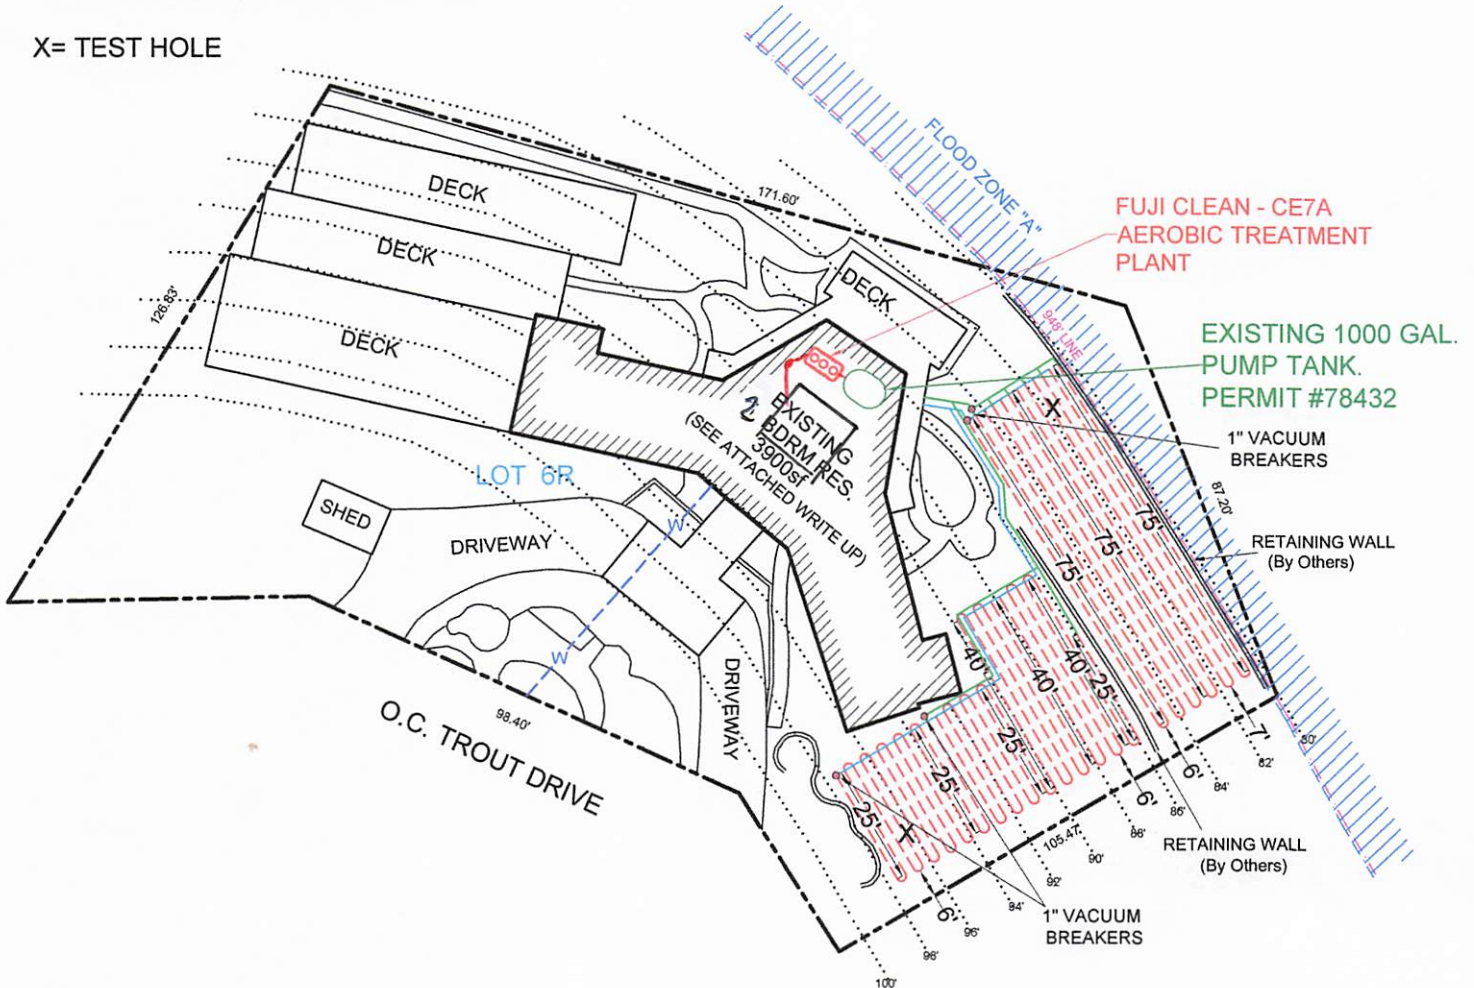 X= TEST HOLE
FLOOD ZONE "A"
171.60'
DECK
DECK
DECK
DECK
126.83'
FUJI CLEAN - CE7A
AEROBIC TREATMENT
PLANT
948' LINE
EXISTING 1000 GAL.
PUMP TANK.
PERMIT #78432
1" VACUUM
BREAKERS
X
2
EXISTING
BDRM RES.
3900sf
(SEE ATTACHED WRITE UP)
LOT 6R
SHED
DRIVEWAY
W
W
DRIVEWAY
98.40'
O.C. TROUT DRIVE
87.20'
75'
75'
75'
RETAINING WALL
(By Others)
40'
40'
40'
25'
25'
25'
25'
X
6'
6'
6'
7'
80'
82'
84'
86'
86'
90'
92'
94'
96'
96'
100'
105.47'
RETAINING WALL
(By Others)
1" VACUUM
BREAKERS